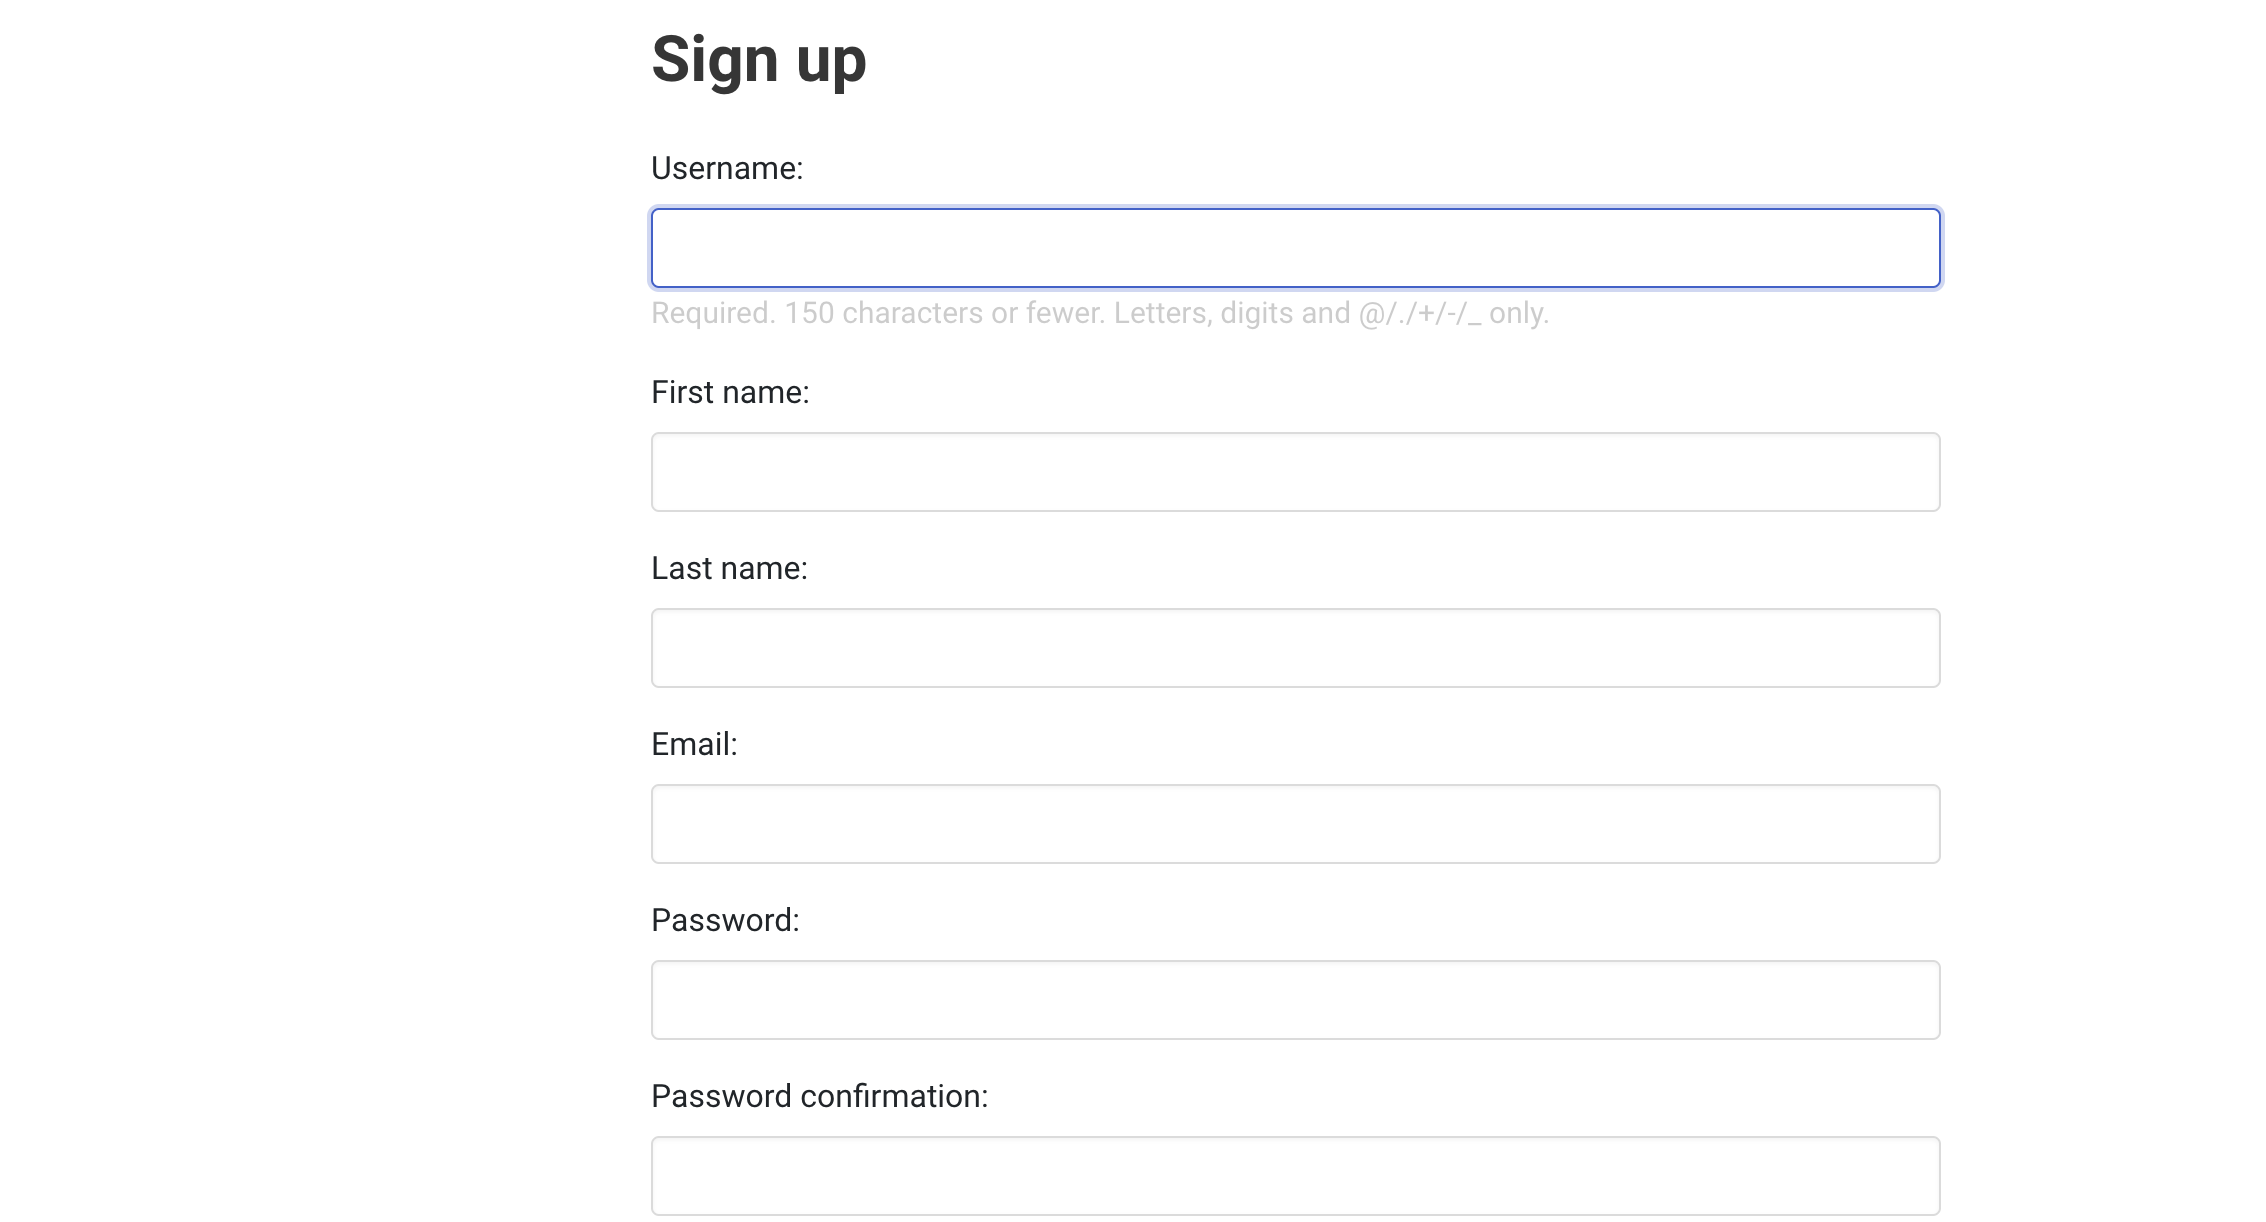 Sign up
Username:
Required. 150 characters or fewer. Letters, digits and @/./+/-/_ only.
First name:
Last name:
Email:
Password:
Password confirmation: